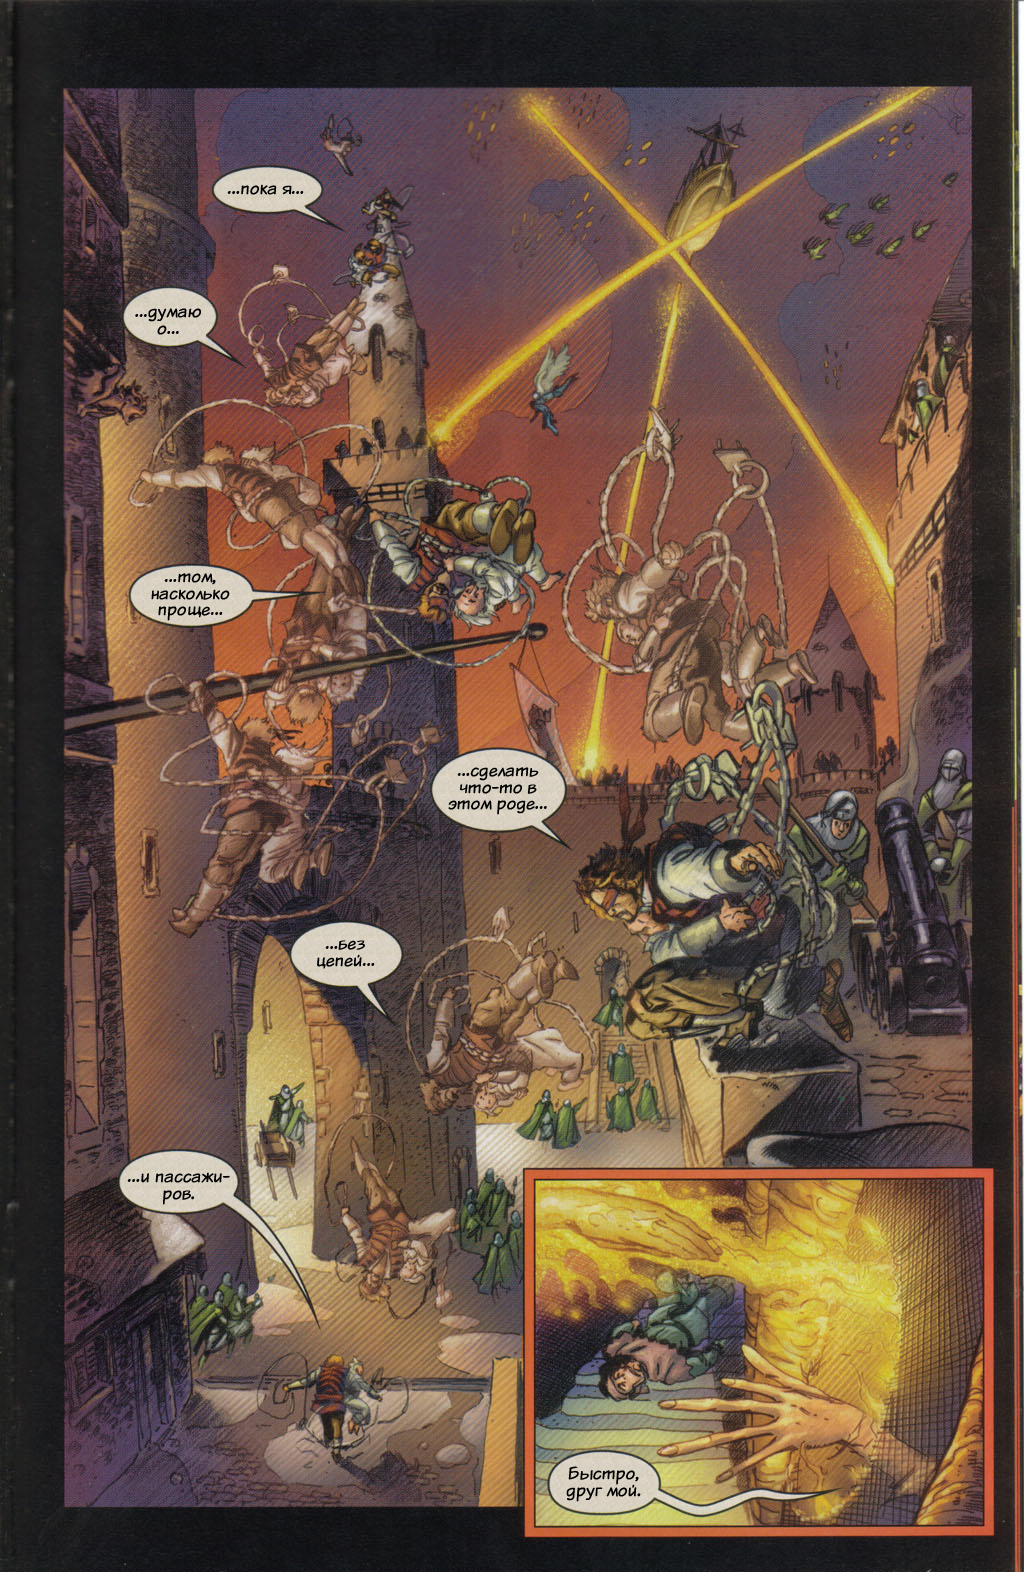 ...пока я...
...думаю
о...
...том,
насколько
проще...
...сделать
что-то в
этом роде...
...без
цепей...
...и пассажи-
ров.
Быстро,
друг мой.